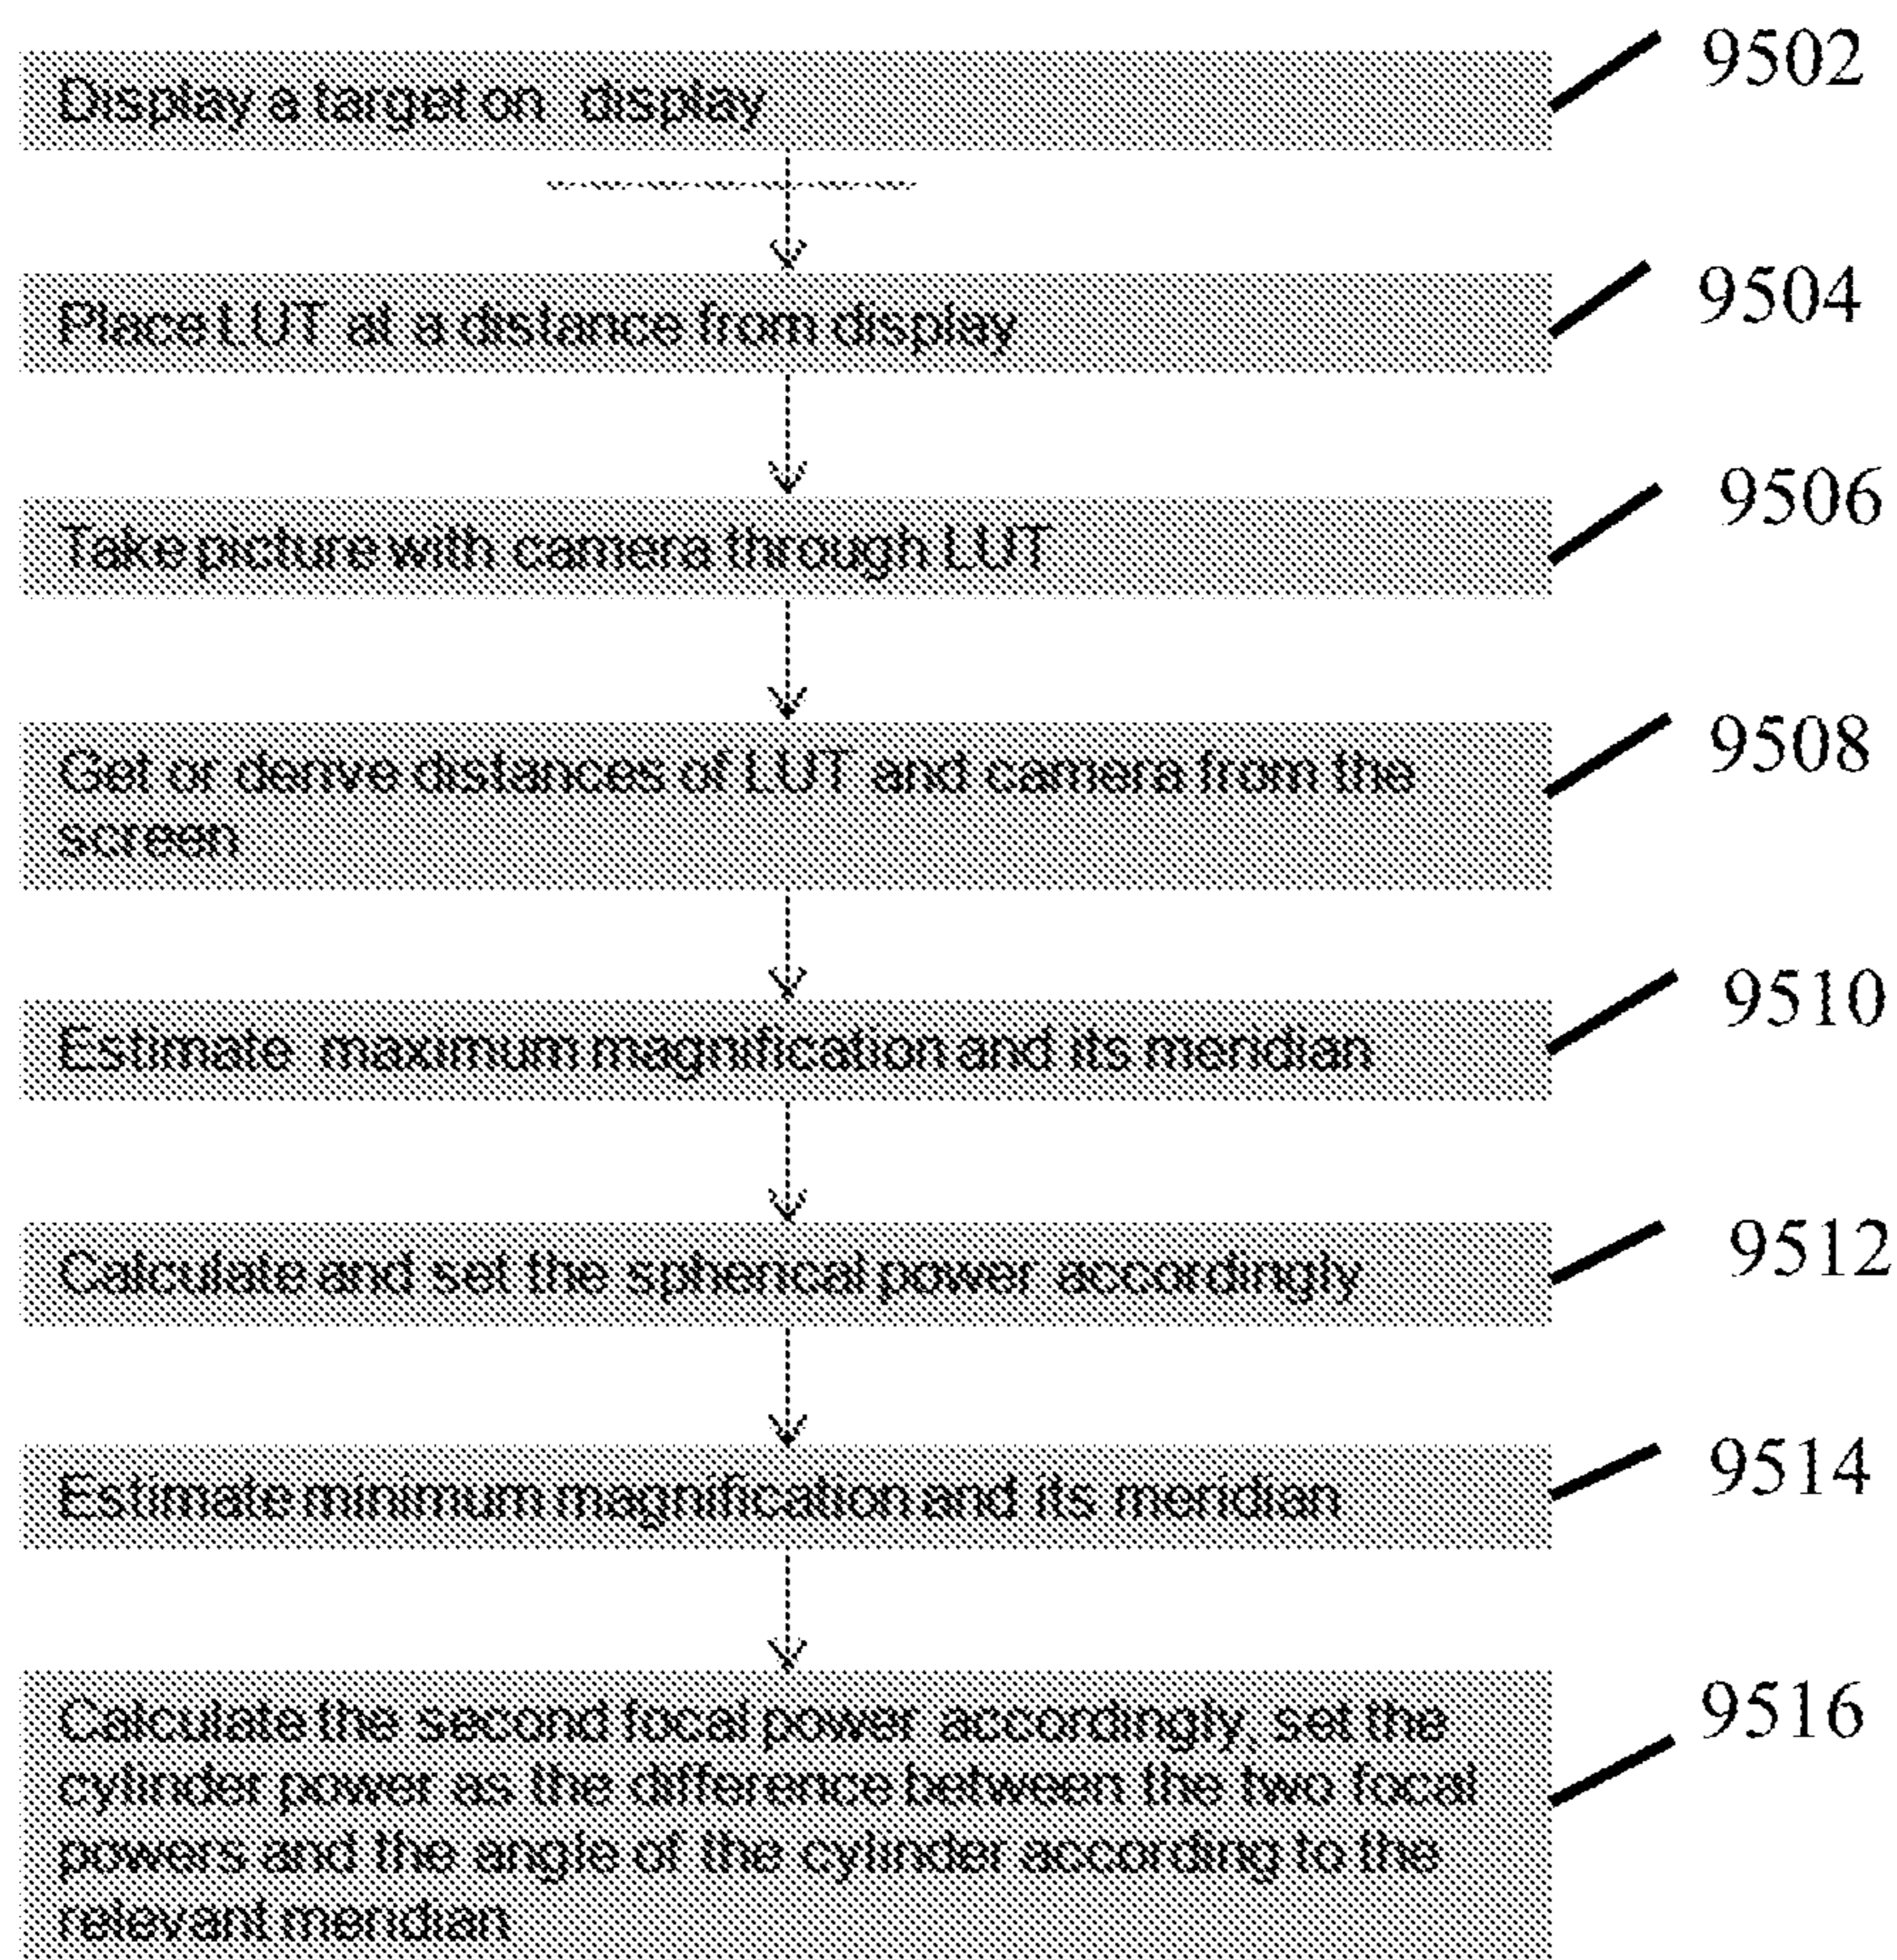 Display a target on display
9502
Place LUT at a distance from display
9504
Take picture with camera through LUT
9506
Get or derive distances of LUT and camera from the
screen
9508
Estimate maximum magnification and its meridian
9510
Calculate and set the spherical power accordingly
9512
Estimate minimum magnification and its meridian
9514
Calculate the second focal power accordingly, set the
cylinder power as the difference between the two focal
powers and the angle of the cylinder according to the
relevant meridian
9516